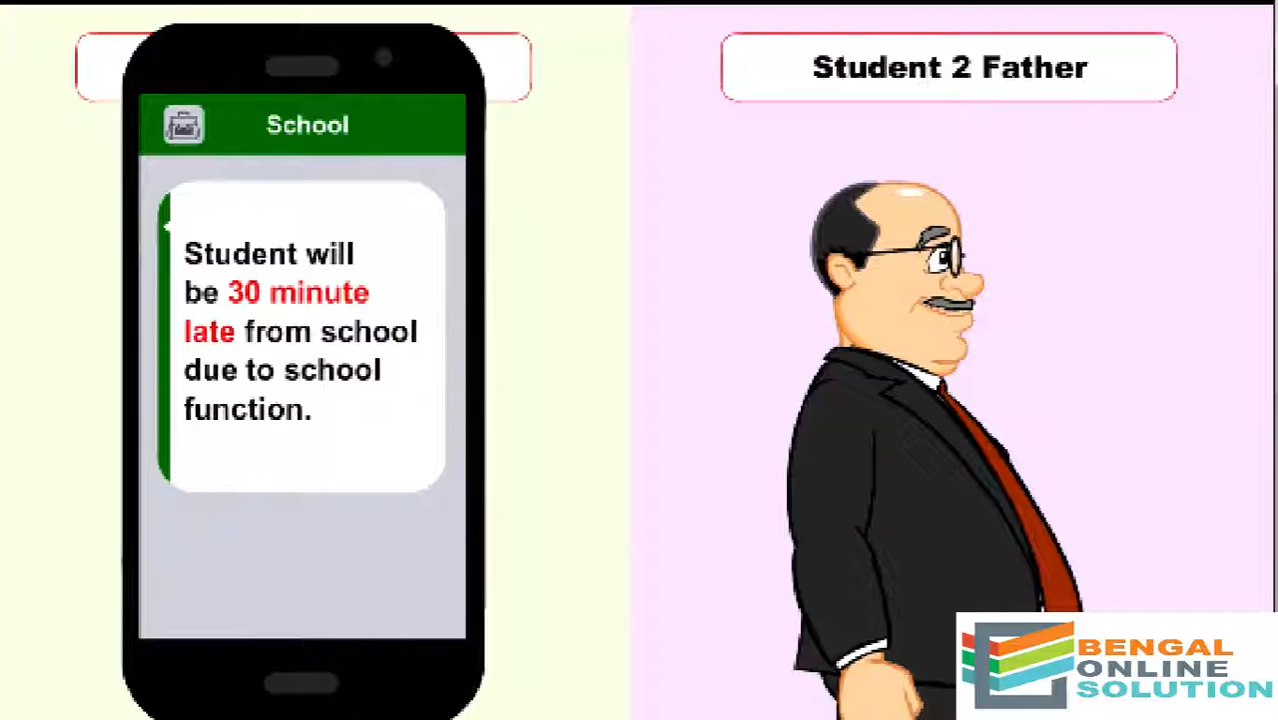 Student 2 Father
School
Student will
be 30 minute
late from school
due to school
function.
BENGAL
ONLINE
SOLUTION